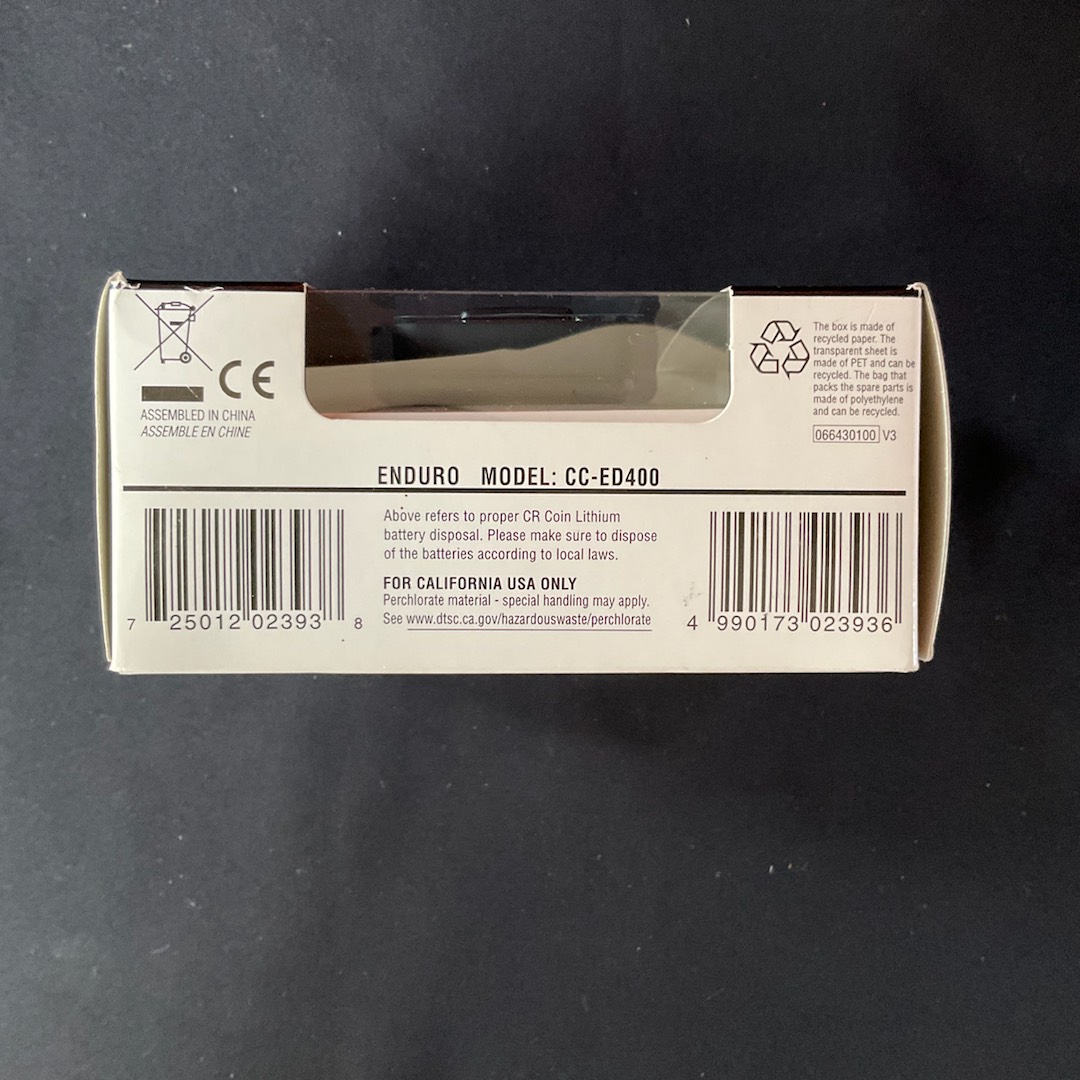 CE
ASSEMBLED IN CHINA
ASSEMBLE EN CHINE
The box is made of
recycled paper. The
transparent sheet is
made of PET and can be
recycled. The bag that
packs the spare parts is
made of polyethylene
and can be recycled.
066430100 V3
ENDURO MODEL: CC-ED400
Above refers to proper CR Coin Lithium
battery disposal. Please make sure to dispose
of the batteries according to local laws.
FOR CALIFORNIA USA ONLY
Perchlorate material - special handling may apply.
See www.dtsc.ca.gov/hazardouswaste/perchlorate
7 25012 02393 8
4 990173 023936